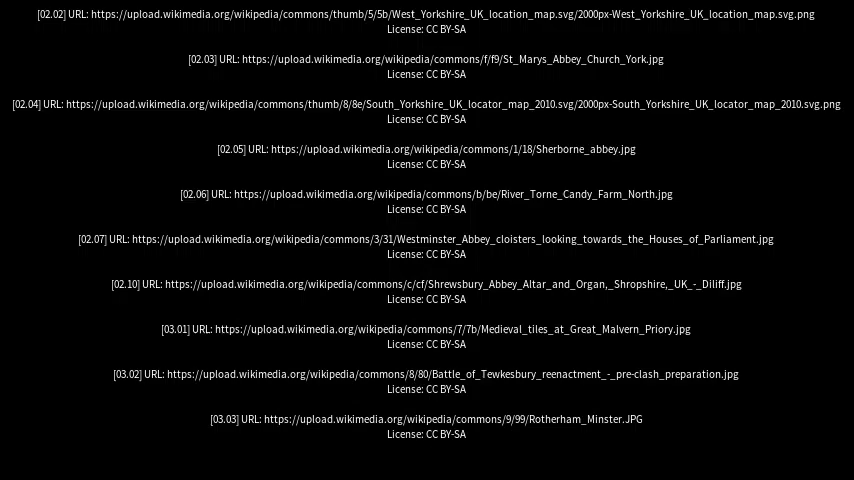 [02.02] URL: https://upload.wikimedia.org/wikipedia/commons/thumb/5/5b/West_Yorkshire_UK_location_map.svg/2000px-West_Yorkshire_UK_location_map.svg.png
License: CC BY-SA
[02.03] URL: https://upload.wikimedia.org/wikipedia/commons/f/f9/St_Marys_Abbey_Church_York.jpg
License: CC BY-SA
[02.04] URL: https://upload.wikimedia.org/wikipedia/commons/thumb/8/8e/South_Yorkshire_UK_locator_map_2010.svg/2000px-South_Yorkshire_UK_locator_map_2010.svg.png
License: CC BY-SA
[02.05] URL: https://upload.wikimedia.org/wikipedia/commons/1/18/Sherborne_abbey.jpg
License: CC BY-SA
[02.06] URL: https://upload.wikimedia.org/wikipedia/commons/b/be/River_Torne_Candy_Farm_North.jpg
License: CC BY-SA
[02.07] URL: https://upload.wikimedia.org/wikipedia/commons/3/31/Westminster_Abbey_cloisters_looking_towards_the_Houses_of_Parliament.jpg
License: CC BY-SA
[02.10] URL: https://upload.wikimedia.org/wikipedia/commons/c/cf/Shrewsbury_Abbey_Altar_and_Organ,_Shropshire,_UK_-_Diliff.jpg
License: CC BY-SA
[03.01] URL: https://upload.wikimedia.org/wikipedia/commons/7/7b/Medieval_tiles_at_Great_Malvern_Priory.jpg
License: CC BY-SA
[03.02] URL: https://upload.wikimedia.org/wikipedia/commons/8/80/Battle_of_Tewkesbury_reenactment_-_pre-clash_preparation.jpg
License: CC BY-SA
[03.03] URL: https://upload.wikimedia.org/wikipedia/commons/9/99/Rotherham_Minster.JPG
License: CC BY-SA